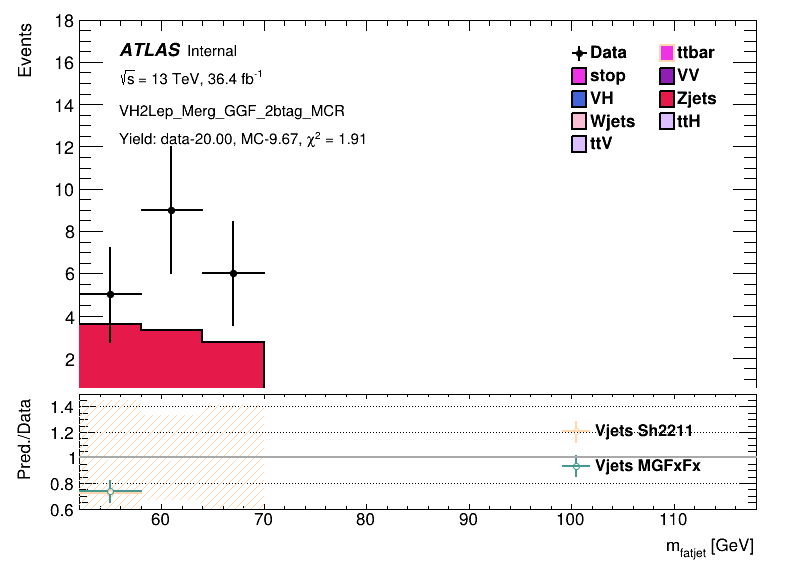 Events
18
16
14
12
10
8
6
4
2
ATLAS Internal
√s = 13 TeV, 36.4 fb⁻¹
VH2Lep_Merg_GGF_2btag_MCR
Yield: data-20.00, MC-9.67, χ² = 1.91
Data ttbar
stop VV
VH Zjets
Wjets ttH
ttV
Pred./Data
1.4
1.2
1
0.8
0.6
Vjets Sh2211
Vjets MGFxFx
60 70 80 90 100 110
m_fatjet [GeV]